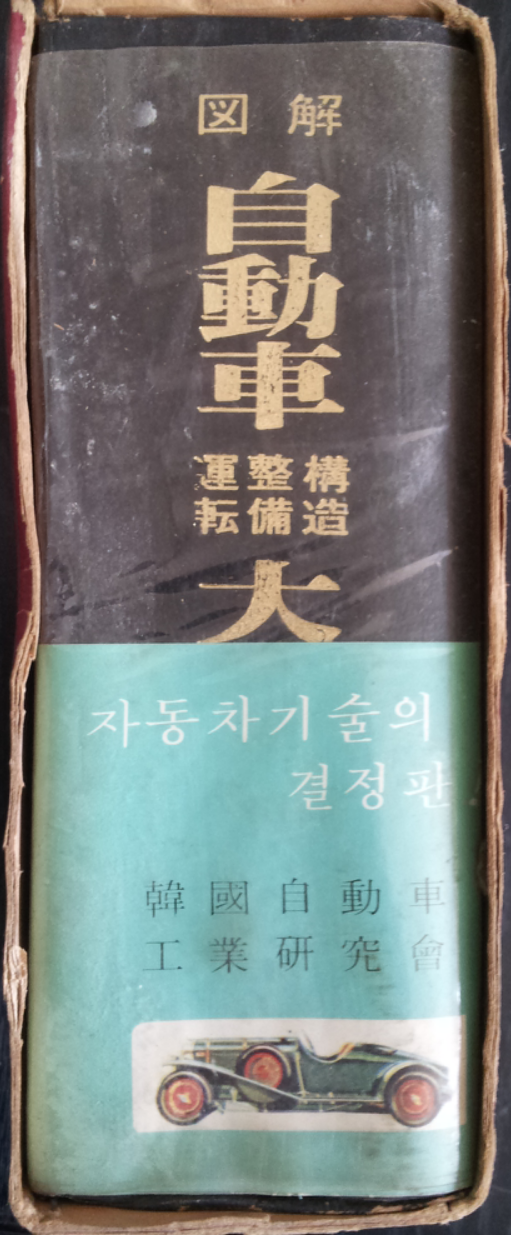 図解
自動車
構造
整備
運転
大
자동차기술의
결정판
韓國自動車
工業硏究會